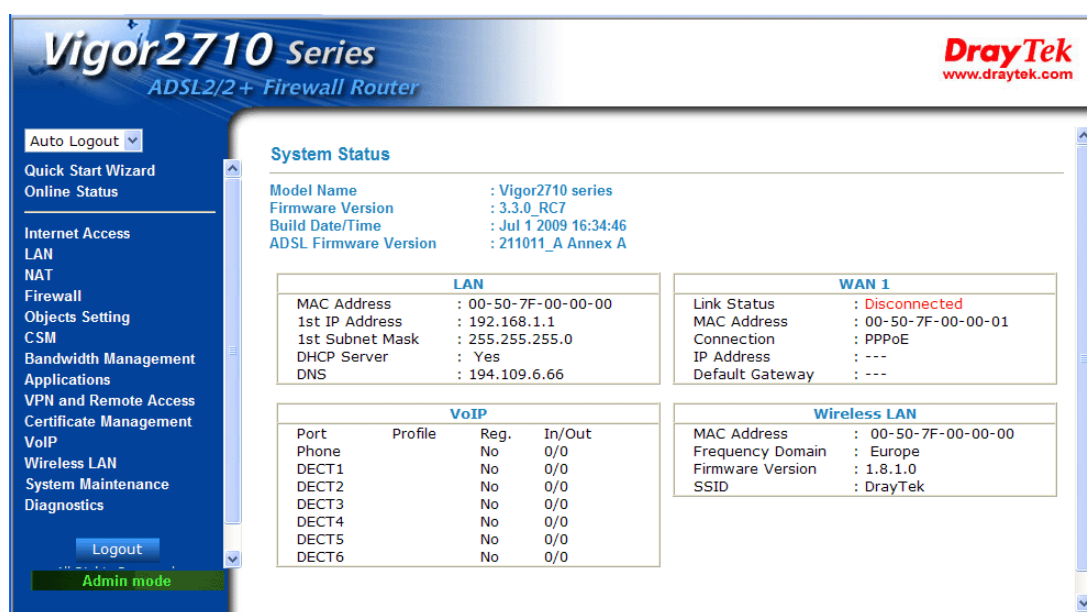 Vigor2710 Series
ADSL2/2+ Firewall Router
DrayTek
www.draytek.com
Auto Logout
Quick Start Wizard
Online Status
Internet Access
LAN
NAT
Firewall
Objects Setting
CSM
Bandwidth Management
Applications
VPN and Remote Access
Certificate Management
VoIP
Wireless LAN
System Maintenance
Diagnostics
Logout
Admin mode
System Status
Model Name : Vigor2710 series
Firmware Version : 3.3.0_RC7
Build Date/Time : Jul 1 2009 16:34:46
ADSL Firmware Version : 211011_A Annex A
LAN
MAC Address : 00-50-7F-00-00-00
1st IP Address : 192.168.1.1
1st Subnet Mask : 255.255.255.0
DHCP Server : Yes
DNS : 194.109.6.66
WAN 1
Link Status : Disconnected
MAC Address : 00-50-7F-00-00-01
Connection : PPPoE
IP Address : ---
Default Gateway : ---
VoIP
Port Profile Reg. In/Out
Phone No 0/0
DECT1 No 0/0
DECT2 No 0/0
DECT3 No 0/0
DECT4 No 0/0
DECT5 No 0/0
DECT6 No 0/0
Wireless LAN
MAC Address : 00-50-7F-00-00-00
Frequency Domain : Europe
Firmware Version : 1.8.1.0
SSID : DrayTek